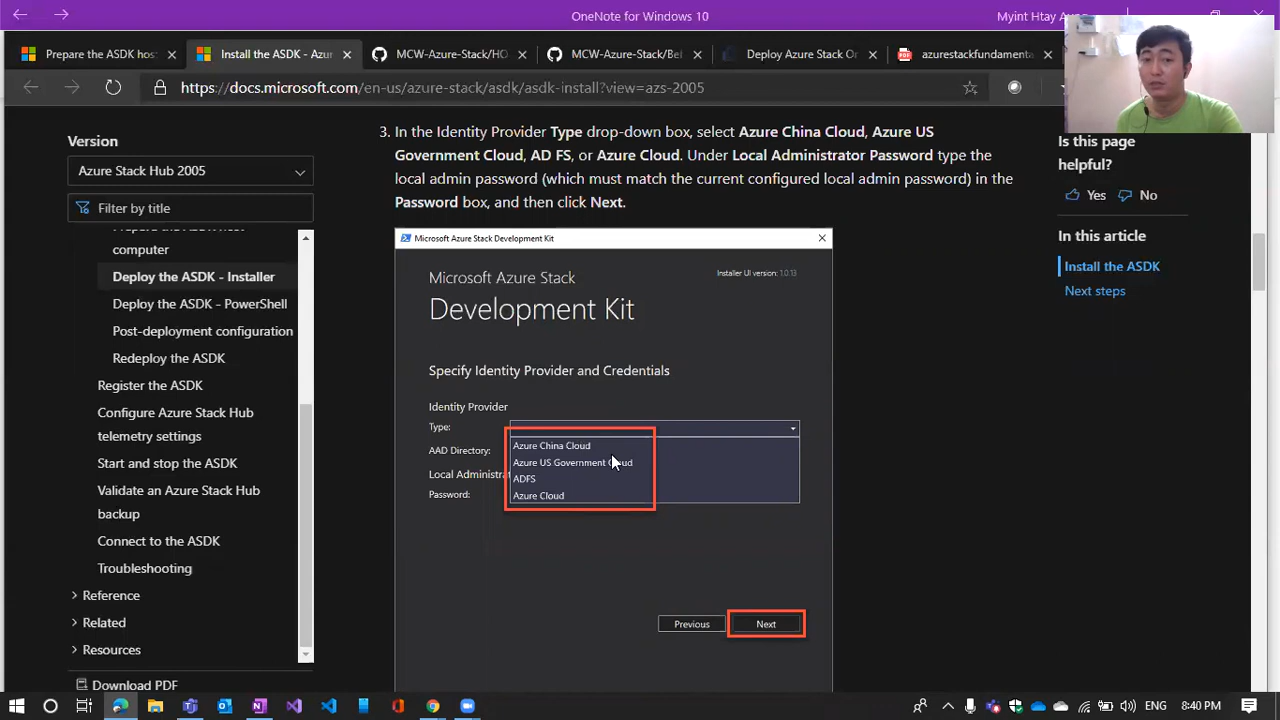 OneNote for Windows 10
Myint Htay Aung
Prepare the ASDK hos
Install the ASDK - Azur
MCW-Azure-Stack/HO
MCW-Azure-Stack/Be
Deploy Azure Stack Or
azurestackfundamenta
https://docs.microsoft.com/en-us/azure-stack/asdk/asdk-install?view=azs-2005
Version
Azure Stack Hub 2005
Filter by title
computer
Deploy the ASDK - Installer
Deploy the ASDK - PowerShell
Post-deployment configuration
Redeploy the ASDK
Register the ASDK
Configure Azure Stack Hub
telemetry settings
Start and stop the ASDK
Validate an Azure Stack Hub
backup
Connect to the ASDK
Troubleshooting
Reference
Related
Resources
Download PDF
3. In the Identity Provider Type drop-down box, select Azure China Cloud, Azure US
Government Cloud, AD FS, or Azure Cloud. Under Local Administrator Password type the
local admin password (which must match the current configured local admin password) in the
Password box, and then click Next.
Microsoft Azure Stack Development Kit
Microsoft Azure Stack
Installer UI version: 1.0.13
Development Kit
Specify Identity Provider and Credentials
Identity Provider
Type:
AAD Directory:
Local Administrat
Password:
Azure China Cloud
Azure US Government Cloud
ADFS
Azure Cloud
Previous
Next
Is this page
helpful?
Yes
No
In this article
Install the ASDK
Next steps
ENG
8:40 PM